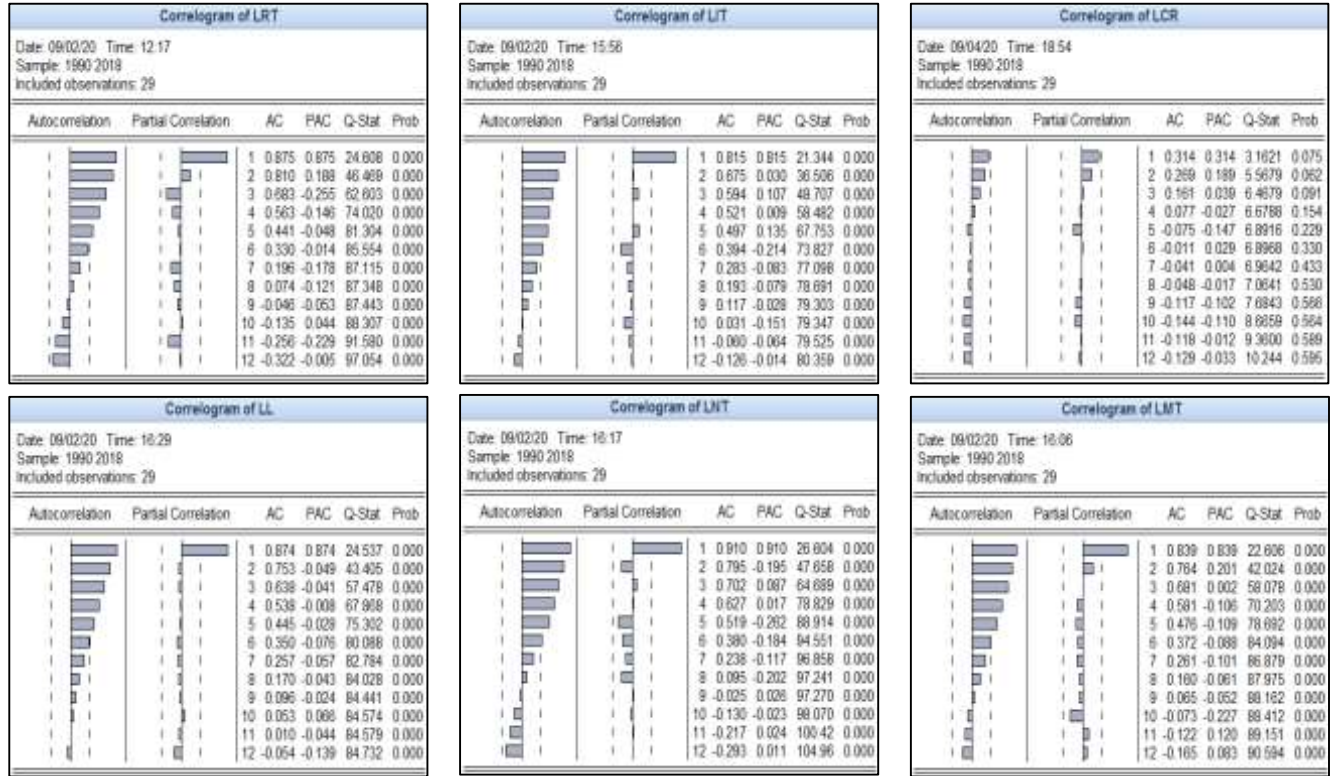 Correlogram of LRT
Date: 09/02/20 Time: 12:17
Sample: 1990 2018
Included observations: 29
Autocorrelation Partial Correlation AC PAC Q-Stat Prob
1 0.875 0.875 24.608 0.000
2 0.810 0.188 46.469 0.000
3 0.683 -0.255 62.603 0.000
4 0.563 -0.146 74.020 0.000
5 0.441 -0.048 81.304 0.000
6 0.330 -0.014 85.554 0.000
7 0.196 -0.178 87.115 0.000
8 0.074 -0.121 87.348 0.000
9 -0.046 -0.053 87.443 0.000
10 -0.135 0.044 88.307 0.000
11 -0.256 -0.229 91.580 0.000
12 -0.322 -0.005 97.054 0.000
Correlogram of LIT
Date: 09/02/20 Time: 15:56
Sample: 1990 2018
Included observations: 29
Autocorrelation Partial Correlation AC PAC Q-Stat Prob
1 0.815 0.815 21.344 0.000
2 0.675 0.030 36.506 0.000
3 0.594 0.107 48.707 0.000
4 0.521 0.009 58.482 0.000
5 0.497 0.135 67.753 0.000
6 0.394 -0.214 73.827 0.000
7 0.283 -0.083 77.098 0.000
8 0.193 -0.079 78.691 0.000
9 0.117 -0.028 79.303 0.000
10 0.031 -0.151 79.347 0.000
11 -0.060 -0.064 79.525 0.000
12 -0.126 -0.014 80.359 0.000
Correlogram of LCR
Date: 09/04/20 Time: 18:54
Sample: 1990 2018
Included observations: 29
Autocorrelation Partial Correlation AC PAC Q-Stat Prob
1 0.314 0.314 3.1621 0.075
2 0.269 0.189 5.5679 0.062
3 0.161 0.039 6.4679 0.091
4 0.077 -0.027 6.6788 0.154
5 -0.075 -0.147 6.8916 0.229
6 -0.011 0.029 6.8968 0.330
7 -0.041 0.004 6.9642 0.433
8 -0.048 -0.017 7.0641 0.530
9 -0.117 -0.102 7.6843 0.566
10 -0.144 -0.110 8.6659 0.564
11 -0.118 -0.012 9.3600 0.589
12 -0.129 -0.033 10.244 0.595
Correlogram of LL
Date: 09/02/20 Time: 16:29
Sample: 1990 2018
Included observations: 29
Autocorrelation Partial Correlation AC PAC Q-Stat Prob
1 0.874 0.874 24.537 0.000
2 0.753 -0.049 43.405 0.000
3 0.638 -0.041 57.478 0.000
4 0.538 -0.008 67.968 0.000
5 0.445 -0.028 75.302 0.000
6 0.350 -0.076 80.088 0.000
7 0.257 -0.057 82.784 0.000
8 0.170 -0.043 84.028 0.000
9 0.096 -0.024 84.441 0.000
10 0.053 0.066 84.574 0.000
11 0.010 -0.044 84.579 0.000
12 -0.054 -0.139 84.732 0.000
Correlogram of LNT
Date: 09/02/20 Time: 16:17
Sample: 1990 2018
Included observations: 29
Autocorrelation Partial Correlation AC PAC Q-Stat Prob
1 0.910 0.910 26.604 0.000
2 0.795 -0.195 47.658 0.000
3 0.702 0.087 64.689 0.000
4 0.627 0.017 78.829 0.000
5 0.519 -0.262 88.914 0.000
6 0.380 -0.184 94.551 0.000
7 0.238 -0.117 96.858 0.000
8 0.095 -0.202 97.241 0.000
9 -0.025 0.026 97.270 0.000
10 -0.130 -0.023 98.070 0.000
11 -0.217 0.024 100.42 0.000
12 -0.293 0.011 104.96 0.000
Correlogram of LMT
Date: 09/02/20 Time: 16:06
Sample: 1990 2018
Included observations: 29
Autocorrelation Partial Correlation AC PAC Q-Stat Prob
1 0.839 0.839 22.606 0.000
2 0.764 0.201 42.024 0.000
3 0.681 0.002 58.078 0.000
4 0.581 -0.106 70.203 0.000
5 0.476 -0.109 78.692 0.000
6 0.372 -0.088 84.094 0.000
7 0.261 -0.101 86.879 0.000
8 0.160 -0.061 87.975 0.000
9 0.065 -0.052 88.162 0.000
10 -0.073 -0.227 88.412 0.000
11 -0.122 0.120 89.151 0.000
12 -0.165 0.083 90.594 0.000